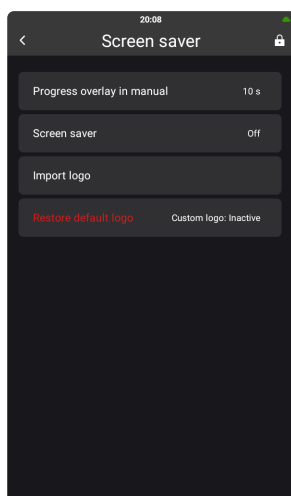 20:08
Screen saver
Progress overlay in manual 10 s
Screen saver Off
Import logo
Restore default logo Custom logo: Inactive